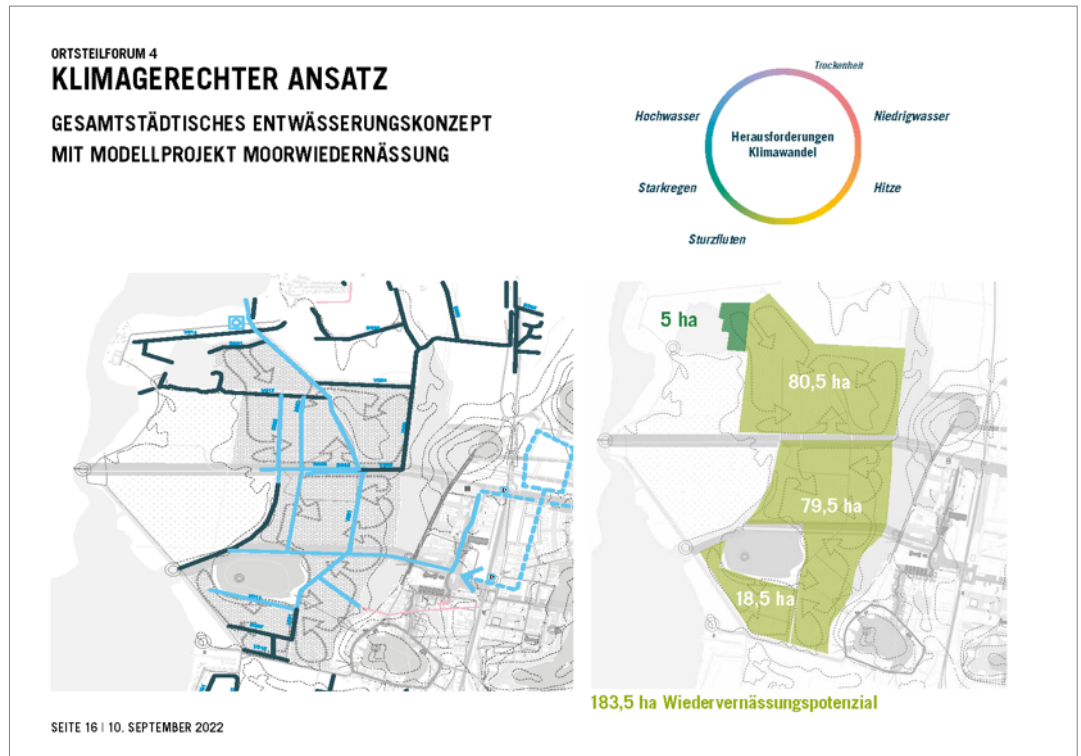 ORTSTEILFORUM 4
KLIMAGERECHTER ANSATZ
GESAMTSTÄDTISCHES ENTWÄSSERUNGSKONZEPT
MIT MODELLPROJEKT MOORWIEDERNÄSSUNG
Trockenheit
Hochwasser
Niedrigwasser
Herausforderungen
Klimawandel
Starkregen
Hitze
Sturzfluten
5 ha
80,5 ha
79,5 ha
18,5 ha
183,5 ha Wiedervernässungspotenzial
SEITE 16 | 10. SEPTEMBER 2022